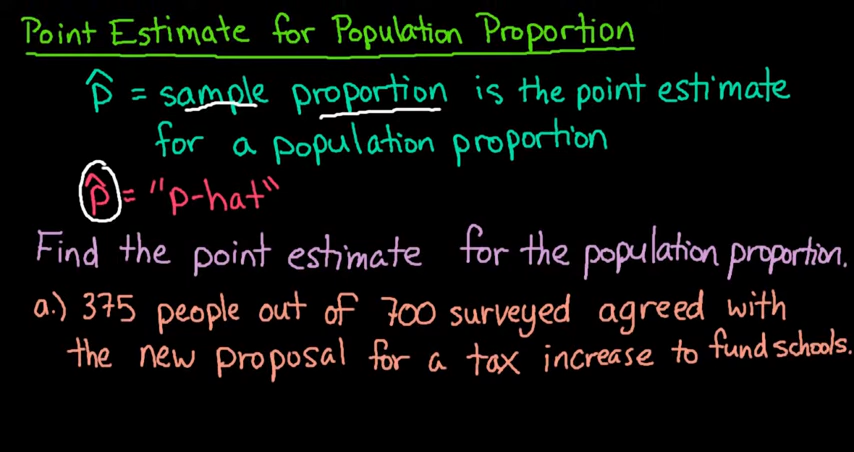 Point Estimate for Population Proportion
p̂ = sample proportion is the point estimate
for a population proportion
p̂ = "p-hat"
Find the point estimate for the population proportion.
a.) 375 people out of 700 surveyed agreed with
the new proposal for a tax increase to fund schools.